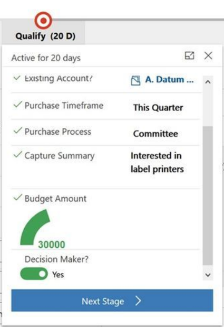 Qualify (20 D)
Active for 20 days
Existing Account?
A. Datum ...
Purchase Timeframe
This Quarter
Purchase Process
Committee
Capture Summary
Interested in
label printers
Budget Amount
30000
Decision Maker?
Yes
Next Stage